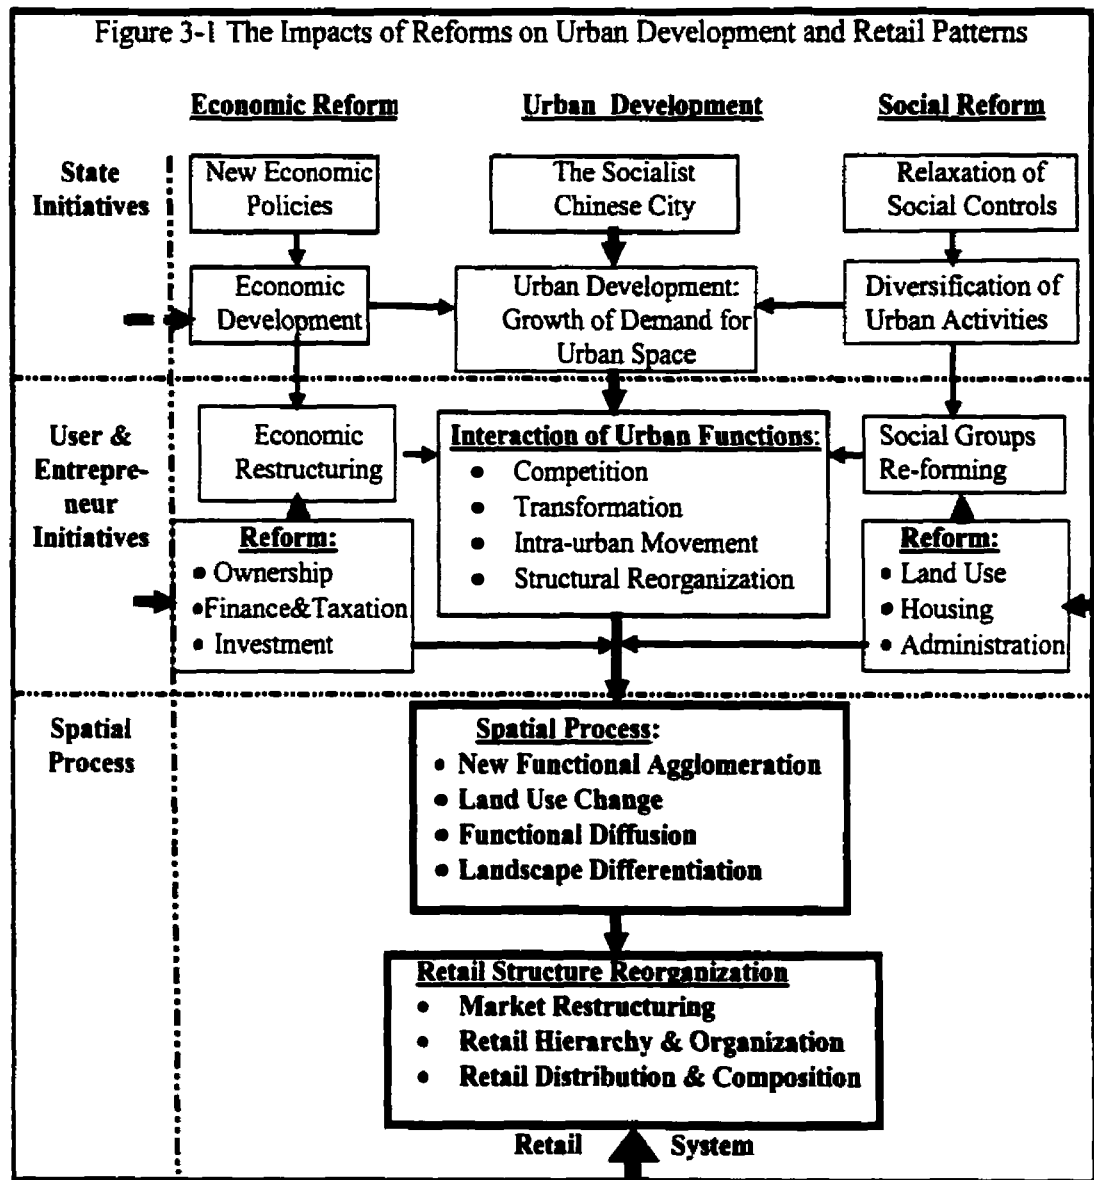 Figure 3-1 The Impacts of Reforms on Urban Development and Retail Patterns
Economic Reform
Urban Development
Social Reform
State
Initiatives
New Economic
Policies
The Socialist
Chinese City
Relaxation of
Social Controls
Economic
Development
Urban Development:
Growth of Demand for
Urban Space
Diversification of
Urban Activities
User &
Entrepre-
neur
Initiatives
Economic
Restructuring
Interaction of Urban Functions:
• Competition
• Transformation
• Intra-urban Movement
• Structural Reorganization
Social Groups
Re-forming
Reform:
• Ownership
•Finance&Taxation
• Investment
Reform:
• Land Use
• Housing
• Administration
Spatial
Process
Spatial Process:
• New Functional Agglomeration
• Land Use Change
• Functional Diffusion
• Landscape Differentiation
Retail Structure Reorganization
• Market Restructuring
• Retail Hierarchy & Organization
• Retail Distribution & Composition
Retail System